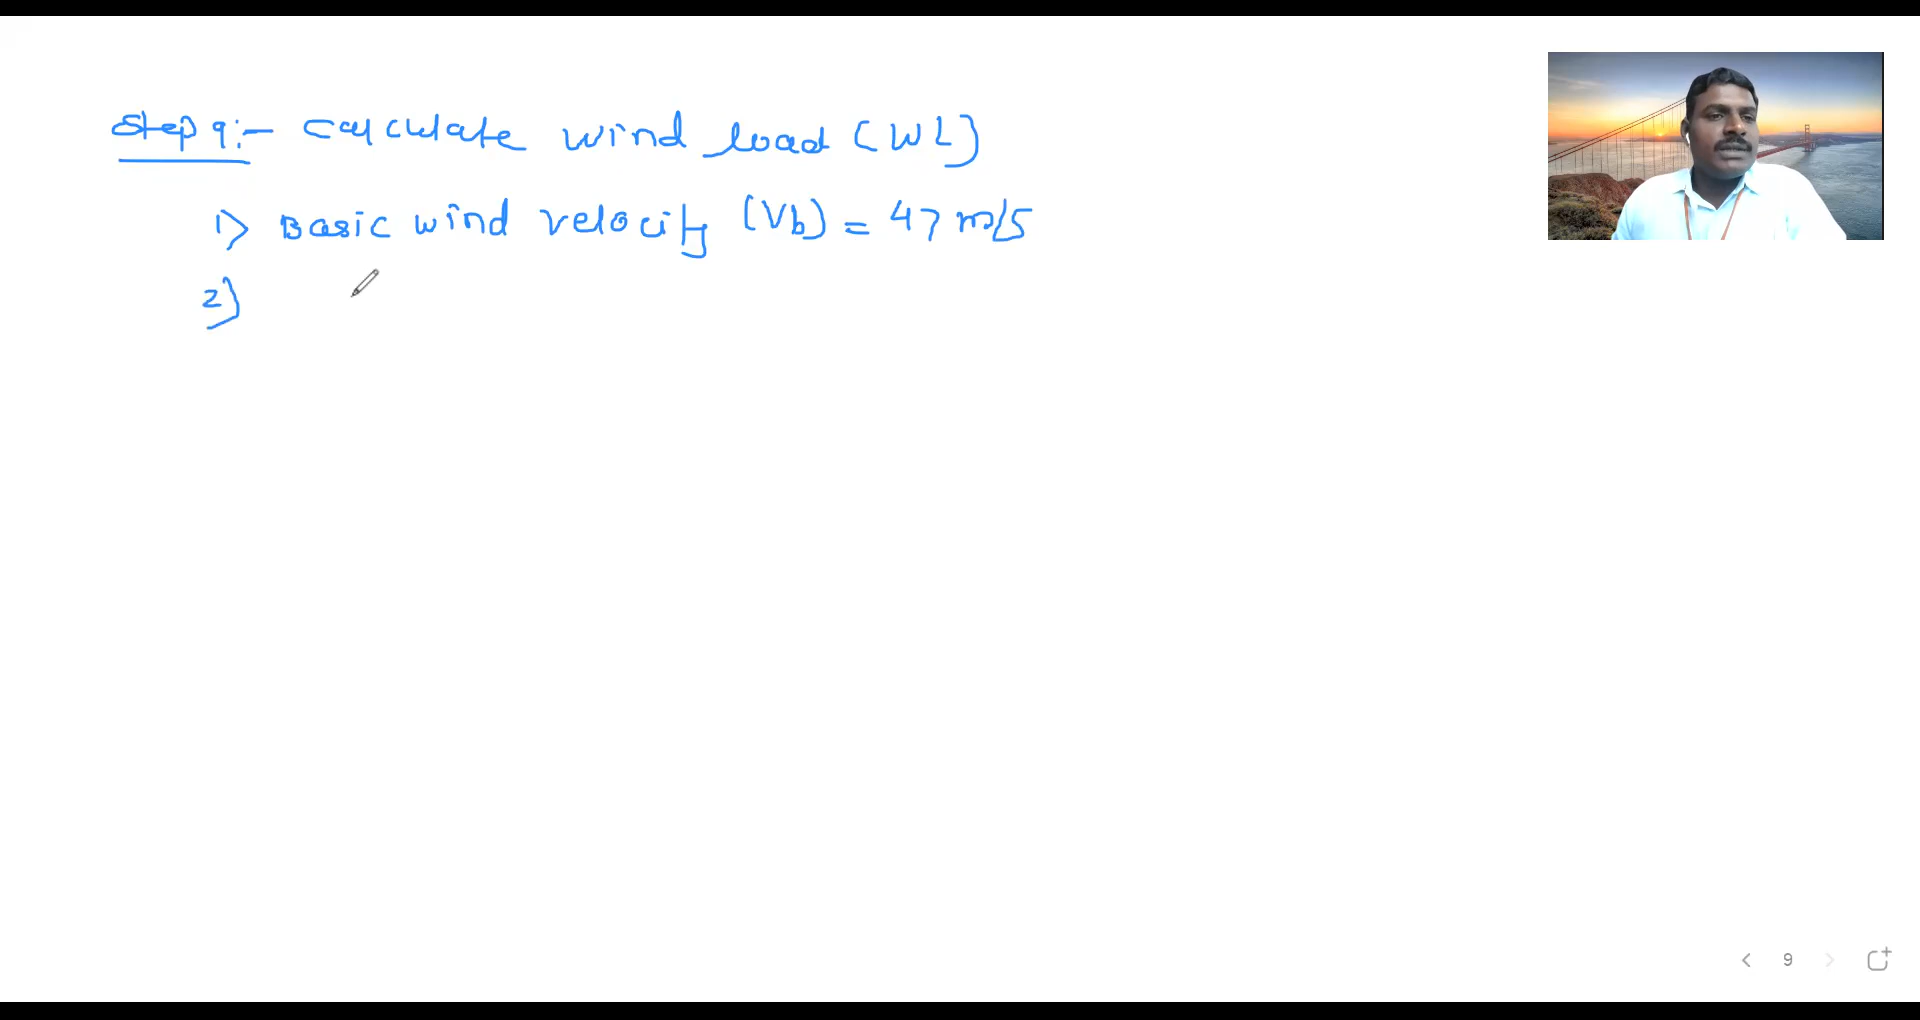 Step 9:- Calculate wind load (WL)
1) Basic wind velocity (Vb) = 47 m/s
2)
9